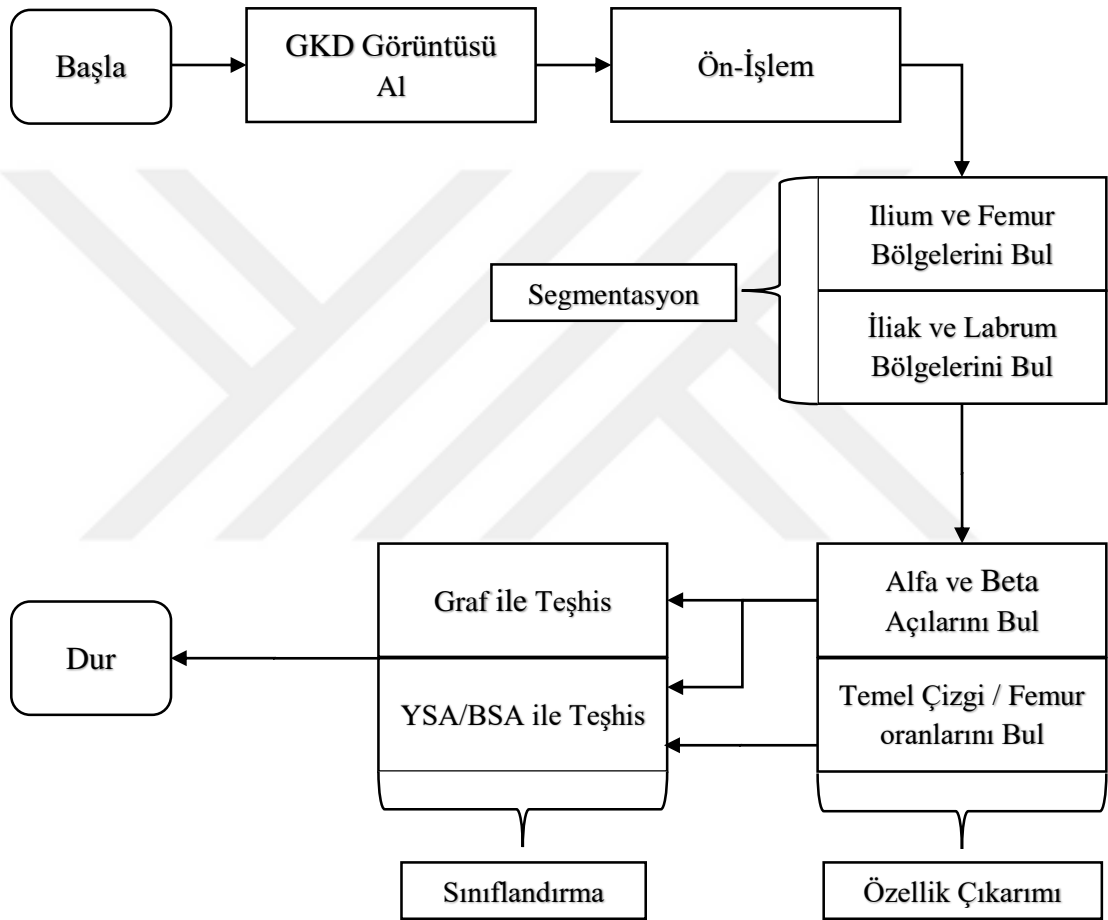 Başla
GKD Görüntüsü
Al
Ön-İşlem
Ilium ve Femur
Bölgelerini Bul
Segmentasyon
İliak ve Labrum
Bölgelerini Bul
Alfa ve Beta
Açılarını Bul
Graf ile Teşhis
Dur
Temel Çizgi / Femur
oranlarını Bul
YSA/BSA ile Teşhis
Sınıflandırma
Özellik Çıkarımı